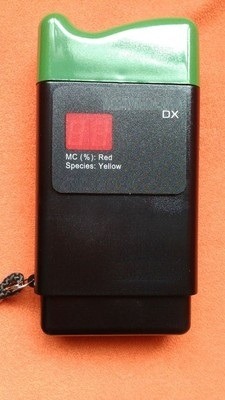 DX
MC (%): Red
Species: Yellow